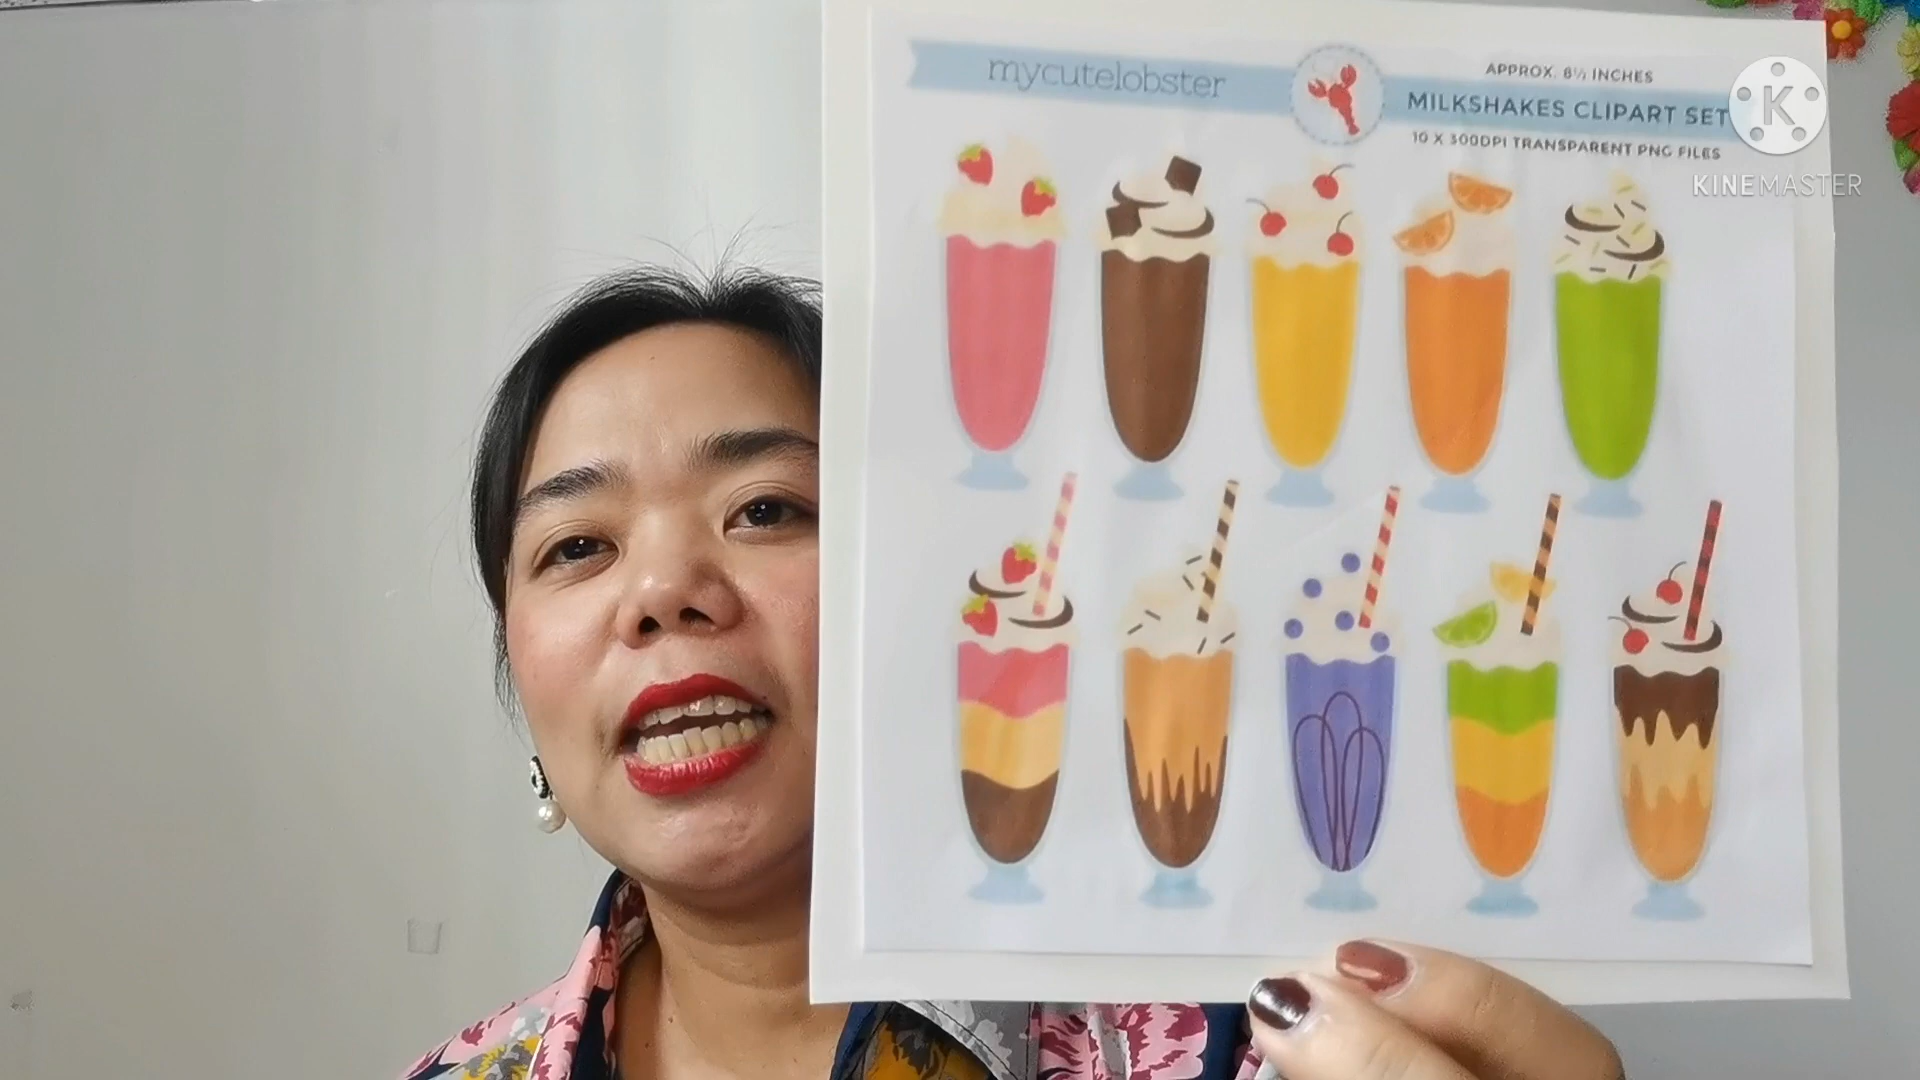 mycutelobster
APPROX. 8½ INCHES
MILKSHAKES CLIPART SET
10 X 300DPI TRANSPARENT PNG FILES
K
KINEMASTER